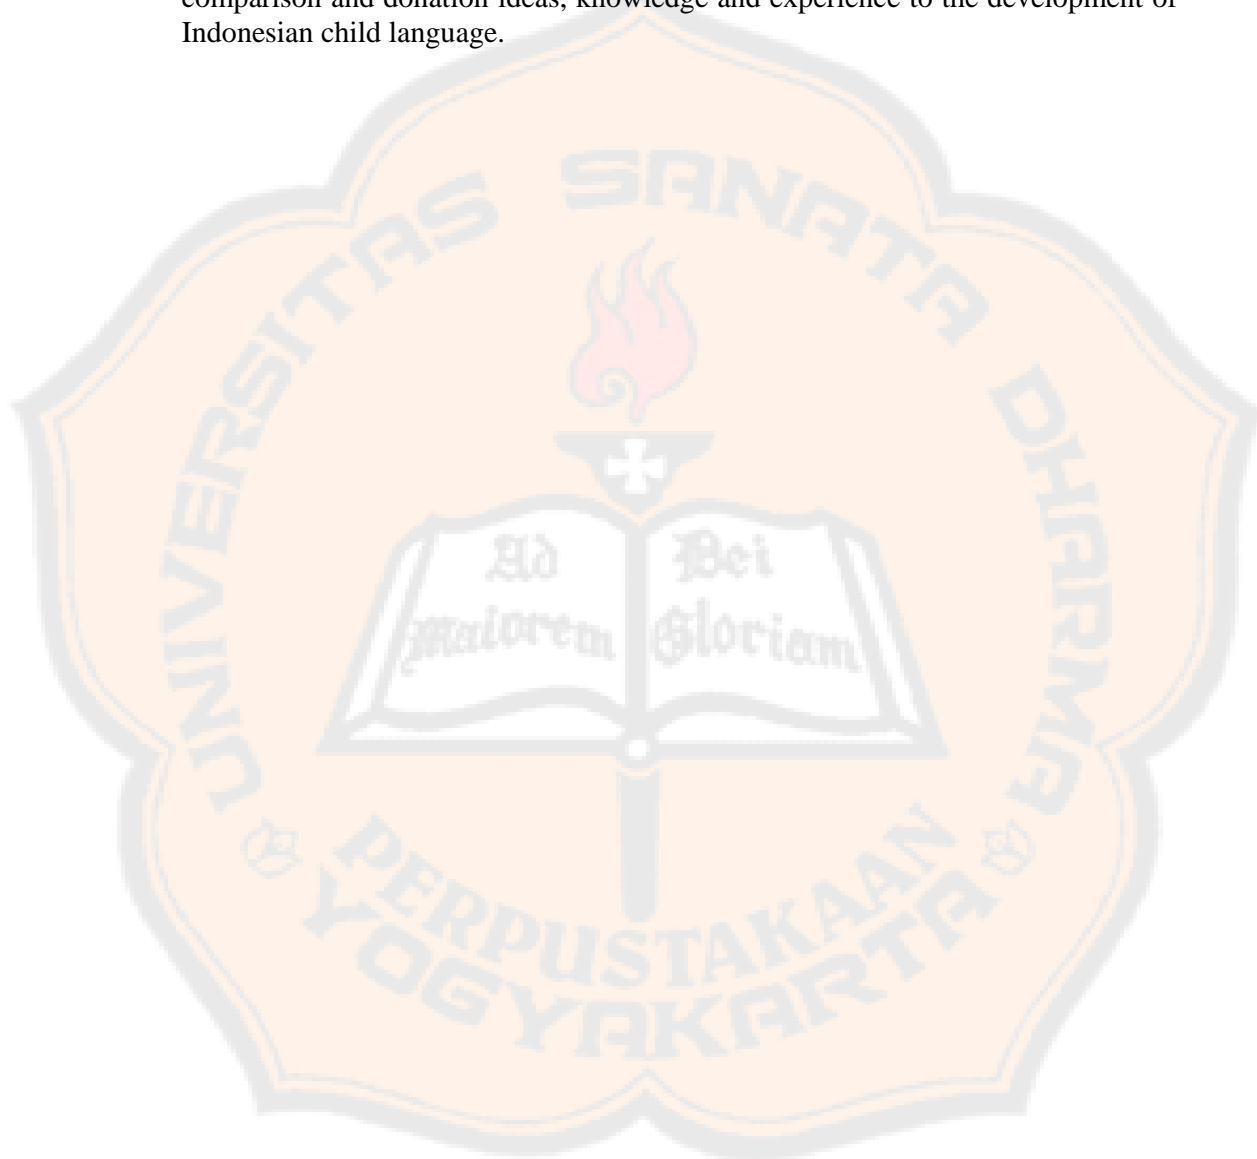 comparison and donation ideas, knowledge and experience to the development of
Indonesian child language.
UNIVERSITAS SANATA DHARMA
Ad
Dei
maiorem
Gloriam
PERPUSTAKAAN
YOGYAKARTA